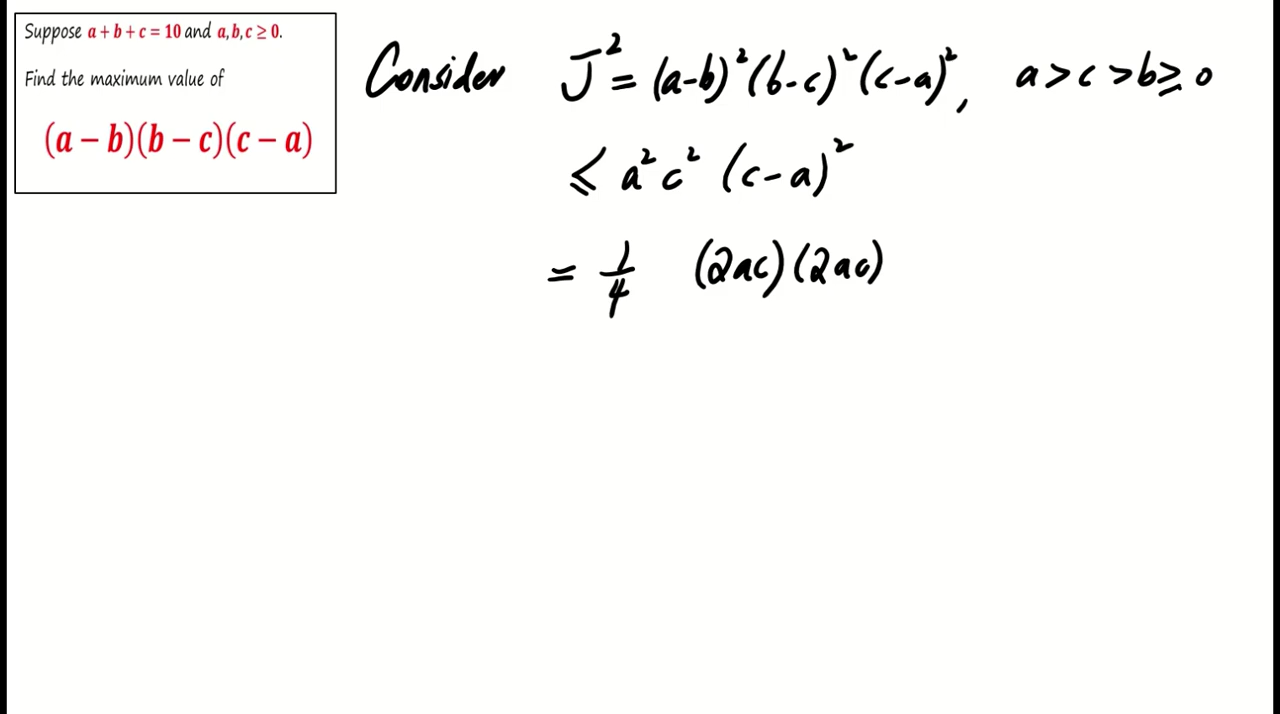 Suppose a + b + c = 10 and a, b, c ≥ 0.
Find the maximum value of
(a − b)(b − c)(c − a)
Consider J² = (a-b)²(b-c)²(c-a)², a > c > b ≥ 0
≤ a²c² (c-a)²
= 1/4 (2ac)(2ac)